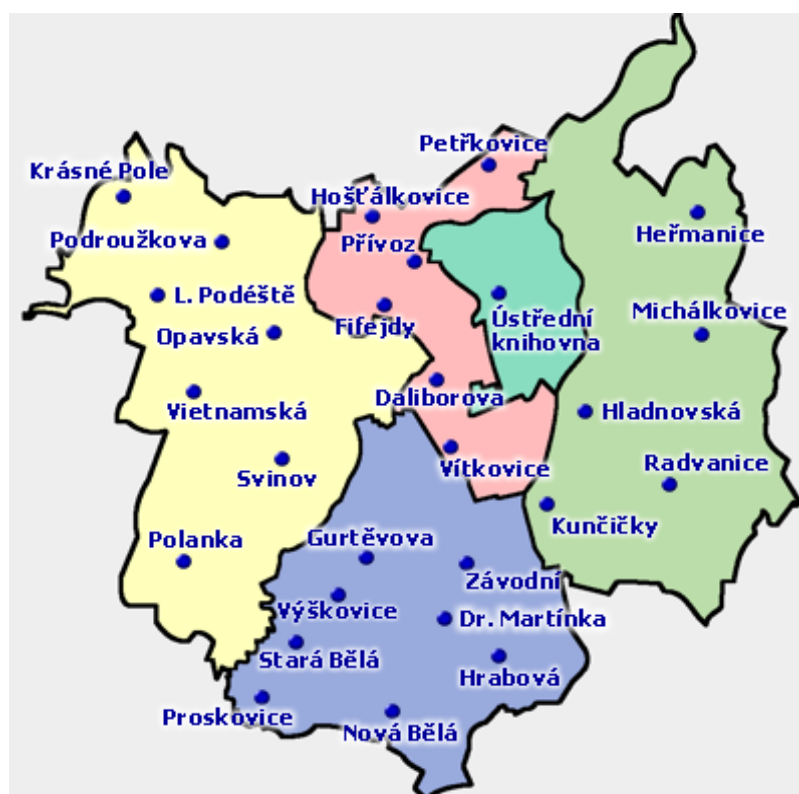 Petřkovice
Krásné Pole
Hošťálkovice
Heřmanice
Podroužkova
Přívoz
L. Podéště
Michálkovice
Ústřední
knihovna
Opavská
Fifejdy
Daliborova
Vietnamská
Hladnovská
Vítkovice
Radvanice
Svinov
Kunčičky
Gurtěvova
Polanka
Závodní
Výškovice
Dr. Martínka
Stará Bělá
Hrabová
Proskovice
Nová Bělá